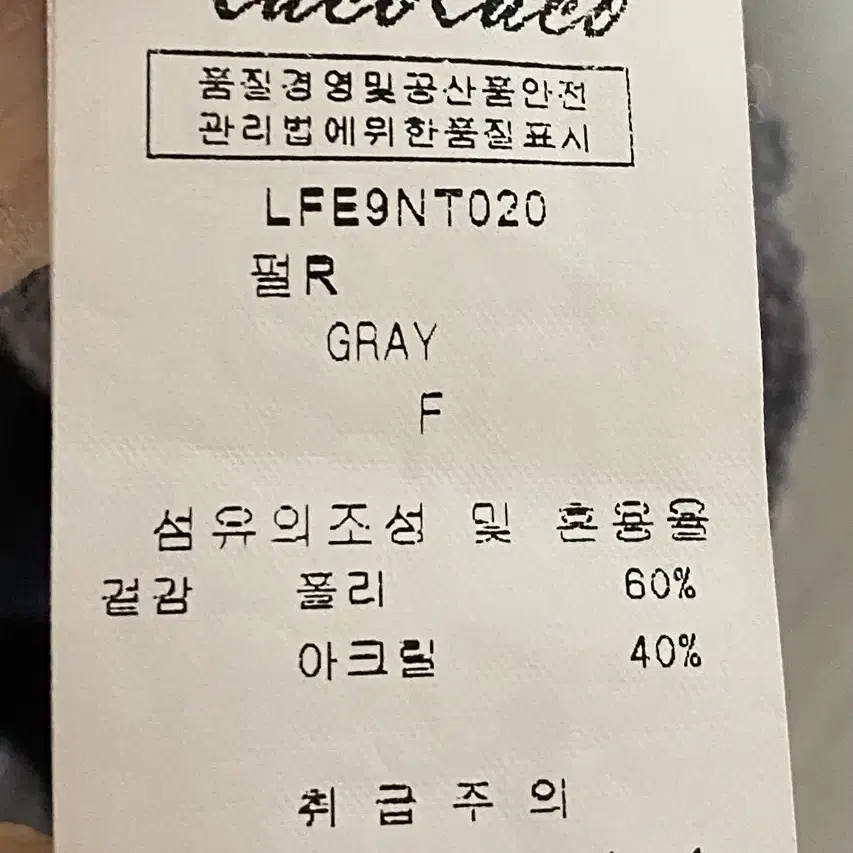 품질경영및공산품안전
관리법에위한품질표시
LFE9NT020
펄R
GRAY
F
섬유의조성 및 혼용율
겉감 폴리 60%
아크릴 40%
취급주의